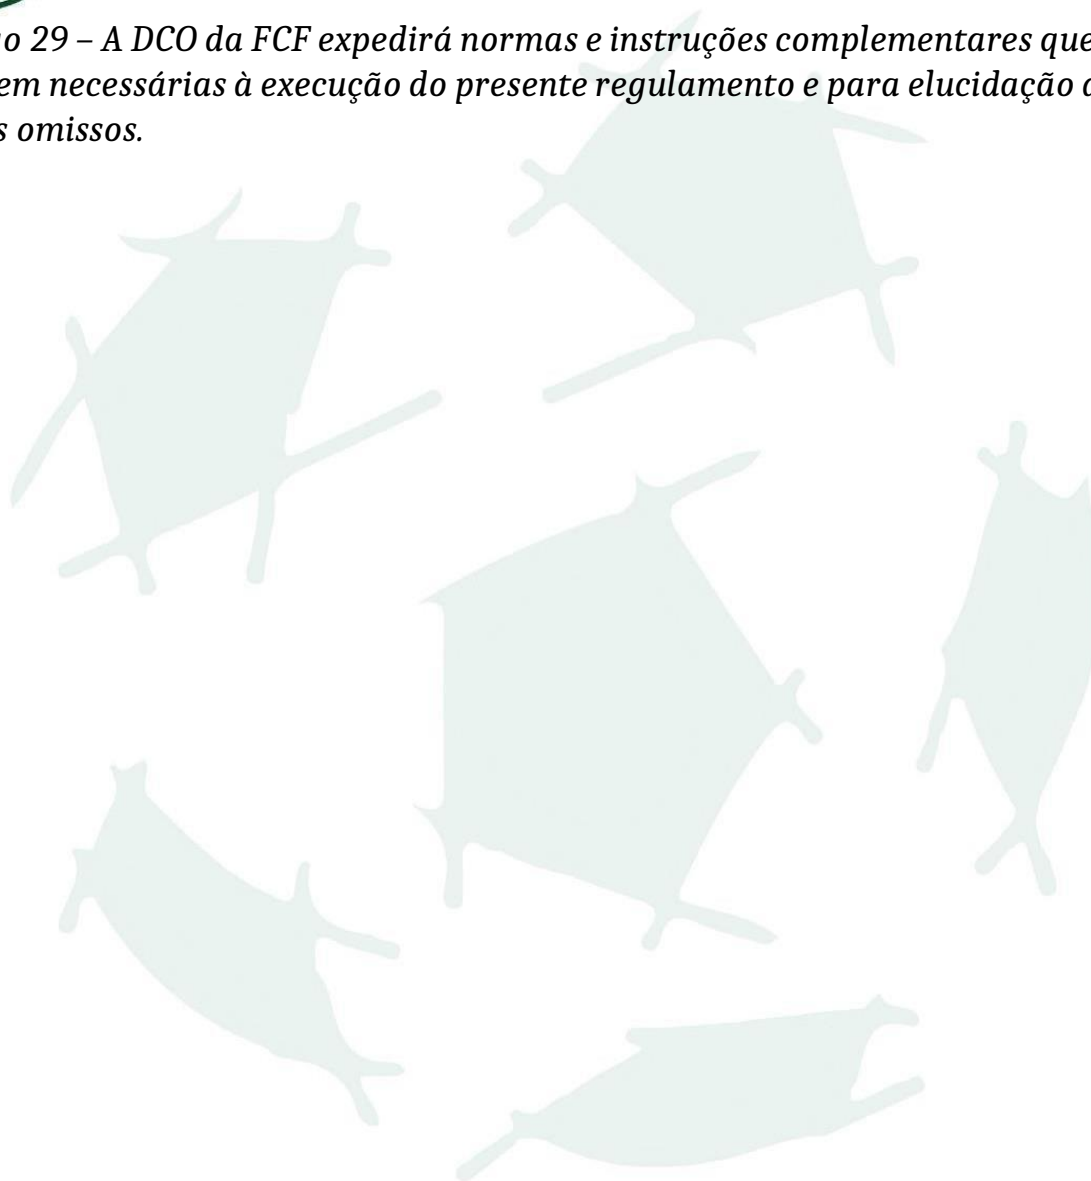 o 29 – A DCO da FCF expedirá normas e instruções complementares que
em necessárias à execução do presente regulamento e para elucidação
s omissos.